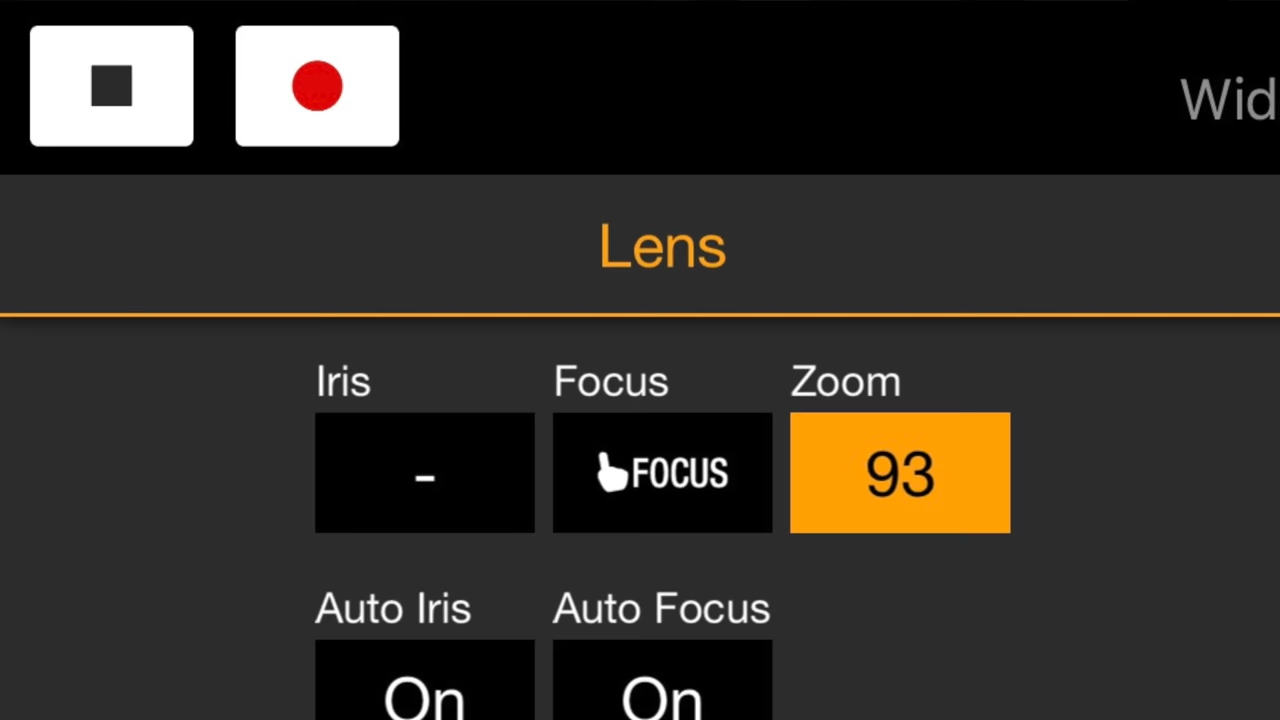 Wid
Lens
Iris Focus Zoom
- FOCUS 93
Auto Iris Auto Focus
On On